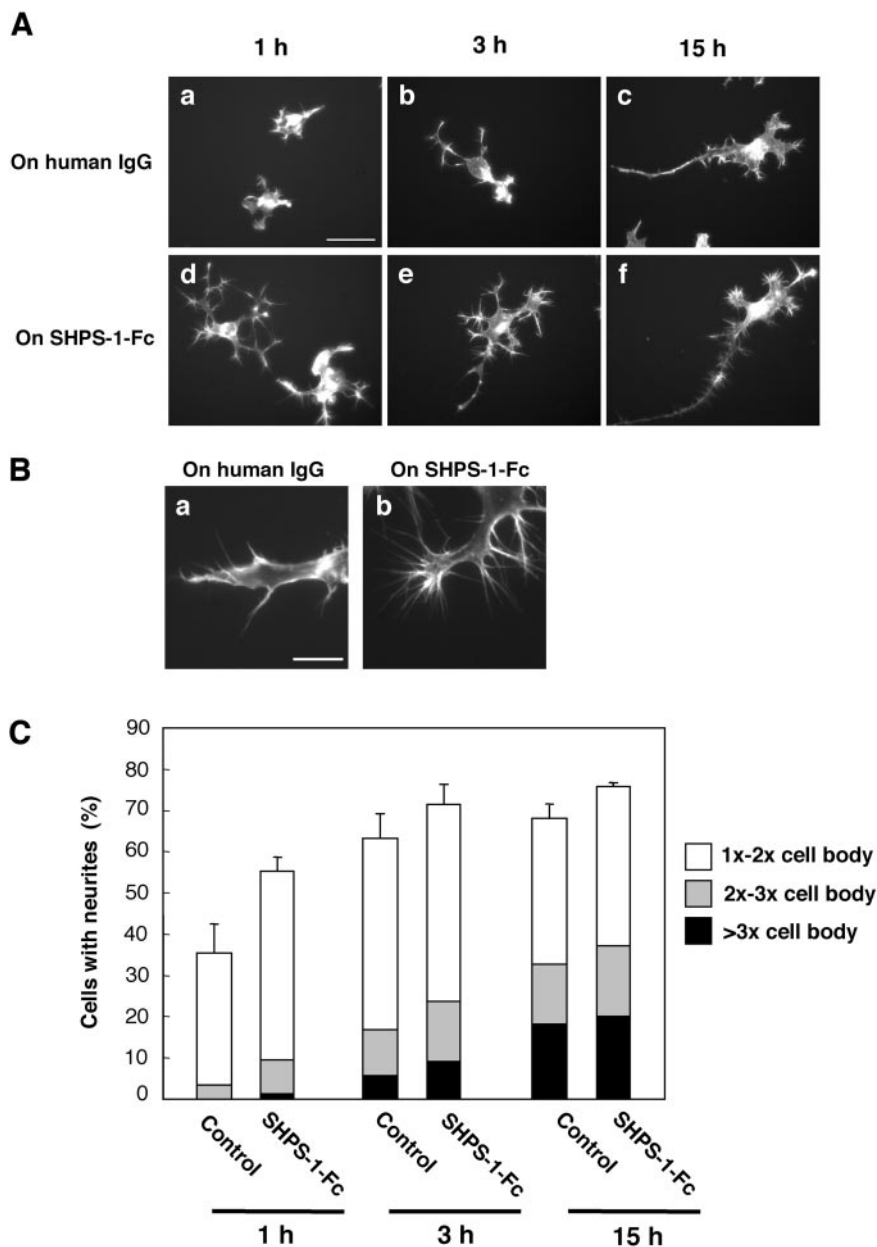 A
1 h 3 h 15 h
On human IgG
a b c
On SHPS-1-Fc
d e f
B
On human IgG On SHPS-1-Fc
a b
C
Cells with neurites (%)
90
80
70
60
50
40
30
20
10
0
1x-2x cell body
2x-3x cell body
>3x cell body
Control SHPS-1-Fc Control SHPS-1-Fc Control SHPS-1-Fc
1 h 3 h 15 h